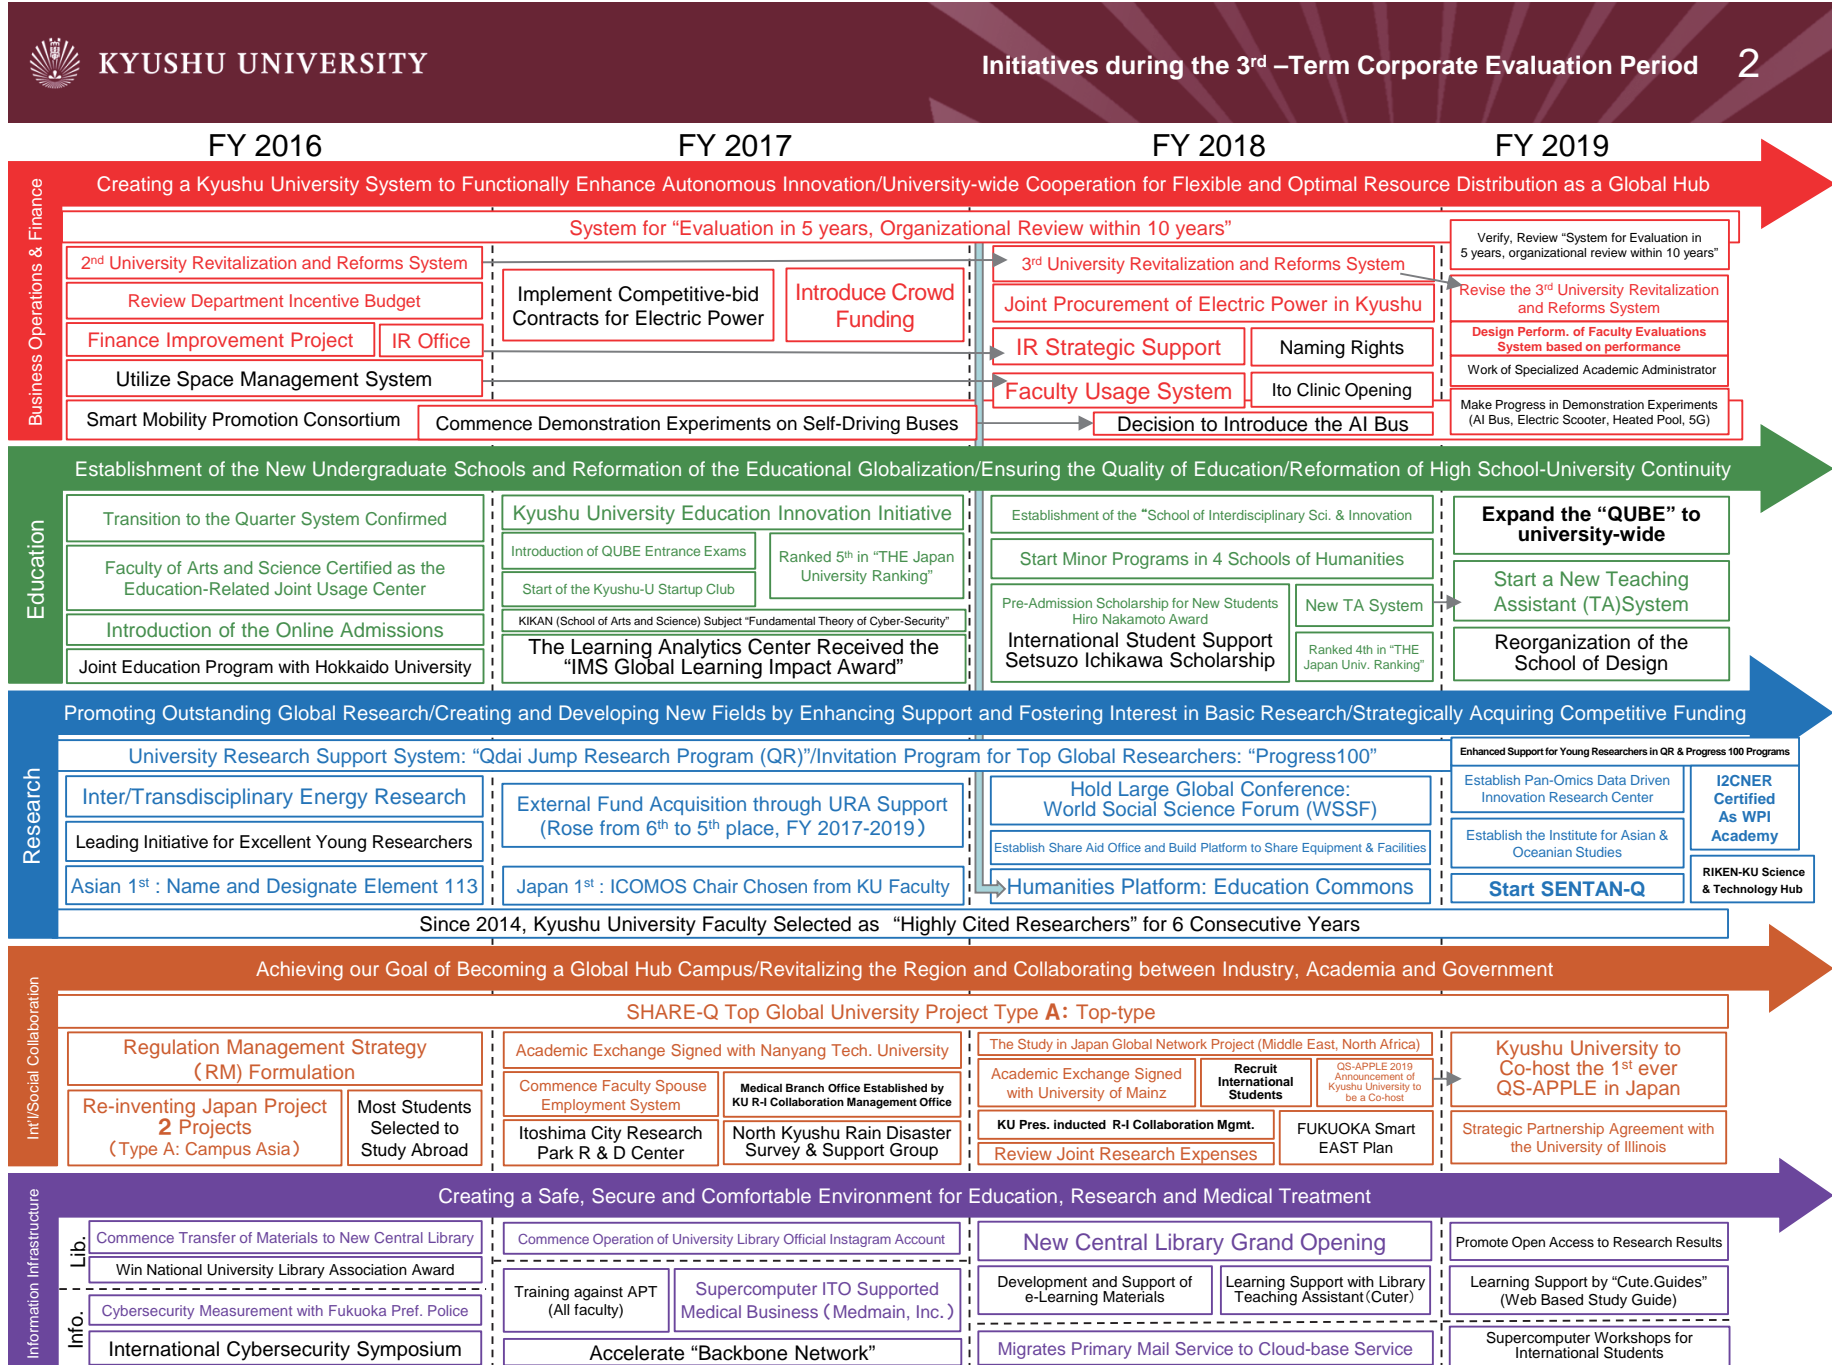 KYUSHU UNIVERSITY
Initiatives during the 3rd –Term Corporate Evaluation Period
2
FY 2016
FY 2017
FY 2018
FY 2019
Business Operations & Finance
Creating a Kyushu University System to Functionally Enhance Autonomous Innovation/University-wide Cooperation for Flexible and Optimal Resource Distribution as a Global Hub
System for “Evaluation in 5 years, Organizational Review within 10 years”
2nd University Revitalization and Reforms System
Review Department Incentive Budget
Finance Improvement Project
IR Office
Utilize Space Management System
Smart Mobility Promotion Consortium
Implement Competitive-bid
Contracts for Electric Power
Introduce Crowd
Funding
Commence Demonstration Experiments on Self-Driving Buses
3rd University Revitalization and Reforms System
Joint Procurement of Electric Power in Kyushu
IR Strategic Support
Naming Rights
Faculty Usage System
Ito Clinic Opening
Decision to Introduce the AI Bus
Verify, Review “System for Evaluation in
5 years, organizational review within 10 years”
Revise the 3rd University Revitalization
and Reforms System
Design Perform. of Faculty Evaluations
System based on performance
Work of Specialized Academic Administrator
Make Progress in Demonstration Experiments
(AI Bus, Electric Scooter, Heated Pool, 5G)
Education
Establishment of the New Undergraduate Schools and Reformation of the Educational Globalization/Ensuring the Quality of Education/Reformation of High School-University Continuity
Transition to the Quarter System Confirmed
Faculty of Arts and Science Certified as the
Education-Related Joint Usage Center
Introduction of the Online Admissions
Joint Education Program with Hokkaido University
Kyushu University Education Innovation Initiative
Introduction of QUBE Entrance Exams
Start of the Kyushu-U Startup Club
Ranked 5th in “THE Japan
University Ranking”
KIKAN (School of Arts and Science) Subject “Fundamental Theory of Cyber-Security”
The Learning Analytics Center Received the
“IMS Global Learning Impact Award”
Establishment of the “School of Interdisciplinary Sci. & Innovation
Start Minor Programs in 4 Schools of Humanities
Pre-Admission Scholarship for New Students
Hiro Nakamoto Award
International Student Support
Setsuzo Ichikawa Scholarship
New TA System
Ranked 4th in “THE
Japan Univ. Ranking”
Expand the “QUBE” to
university-wide
Start a New Teaching
Assistant (TA)System
Reorganization of the
School of Design
Research
Promoting Outstanding Global Research/Creating and Developing New Fields by Enhancing Support and Fostering Interest in Basic Research/Strategically Acquiring Competitive Funding
University Research Support System: “Qdai Jump Research Program (QR)”/Invitation Program for Top Global Researchers: “Progress100”
Inter/Transdisciplinary Energy Research
Leading Initiative for Excellent Young Researchers
Asian 1st : Name and Designate Element 113
External Fund Acquisition through URA Support
(Rose from 6th to 5th place, FY 2017-2019）
Japan 1st : ICOMOS Chair Chosen from KU Faculty
Hold Large Global Conference:
World Social Science Forum (WSSF)
Establish Share Aid Office and Build Platform to Share Equipment & Facilities
Humanities Platform: Education Commons
Enhanced Support for Young Researchers in QR & Progress 100 Programs
Establish Pan-Omics Data Driven
Innovation Research Center
Establish the Institute for Asian &
Oceanian Studies
Start SENTAN-Q
I2CNER
Certified
As WPI
Academy
RIKEN-KU Science
& Technology Hub
Since 2014, Kyushu University Faculty Selected as “Highly Cited Researchers” for 6 Consecutive Years
Int'l/Social Collaboration
Achieving our Goal of Becoming a Global Hub Campus/Revitalizing the Region and Collaborating between Industry, Academia and Government
SHARE-Q Top Global University Project Type A: Top-type
Regulation Management Strategy
（RM) Formulation
Re-inventing Japan Project
2 Projects
（Type A: Campus Asia）
Most Students
Selected to
Study Abroad
Academic Exchange Signed with Nanyang Tech. University
Commence Faculty Spouse
Employment System
Medical Branch Office Established by
KU R-I Collaboration Management Office
Itoshima City Research
Park R & D Center
North Kyushu Rain Disaster
Survey & Support Group
The Study in Japan Global Network Project (Middle East, North Africa)
Academic Exchange Signed
with University of Mainz
Recruit
International
Students
QS-APPLE 2019
Announcement of
Kyushu University to
be a Co-host
KU Pres. inducted R-I Collaboration Mgmt.
Review Joint Research Expenses
FUKUOKA Smart
EAST Plan
Kyushu University to
Co-host the 1st ever
QS-APPLE in Japan
Strategic Partnership Agreement with
the University of Illinois
Information Infrastructure
Creating a Safe, Secure and Comfortable Environment for Education, Research and Medical Treatment
Lib.
Commence Transfer of Materials to New Central Library
Win National University Library Association Award
Info.
Cybersecurity Measurement with Fukuoka Pref. Police
International Cybersecurity Symposium
Commence Operation of University Library Official Instagram Account
Training against APT
(All faculty)
Supercomputer ITO Supported
Medical Business（Medmain, Inc.）
Accelerate “Backbone Network”
New Central Library Grand Opening
Development and Support of
e-Learning Materials
Learning Support with Library
Teaching Assistant（Cuter）
Migrates Primary Mail Service to Cloud-base Service
Promote Open Access to Research Results
Learning Support by “Cute.Guides”
(Web Based Study Guide)
Supercomputer Workshops for
International Students